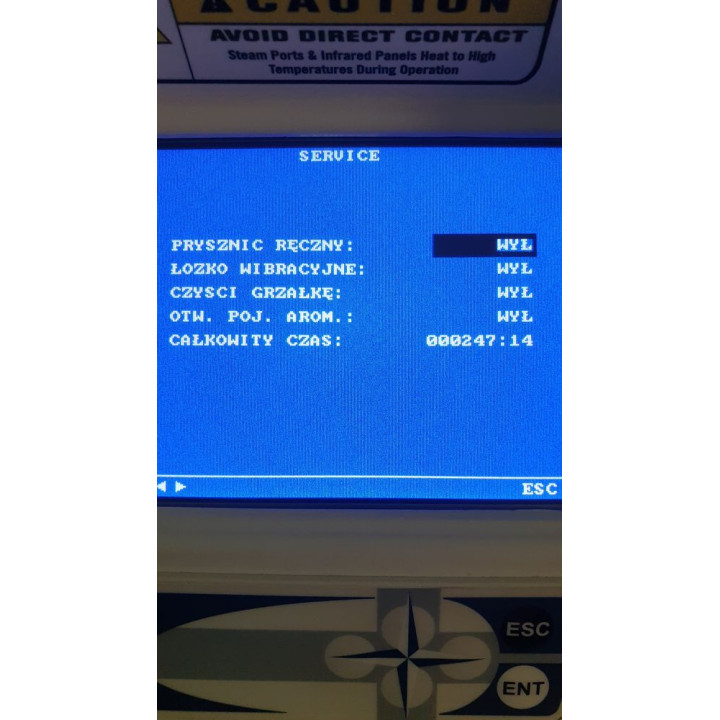 CAUTION
AVOID DIRECT CONTACT
Steam Ports & Infrared Panels Heat to High
Temperatures During Operation
SERVICE
PRYSZNIC RĘCZNY: WYŁ
ŁOZKO WIBRACYJNE: WYŁ
CZYSCI GRZAŁKĘ: WYŁ
OTW. POJ. AROM.: WYŁ
CAŁKOWITY CZAS: 000247:14
ESC
ESC
ENT